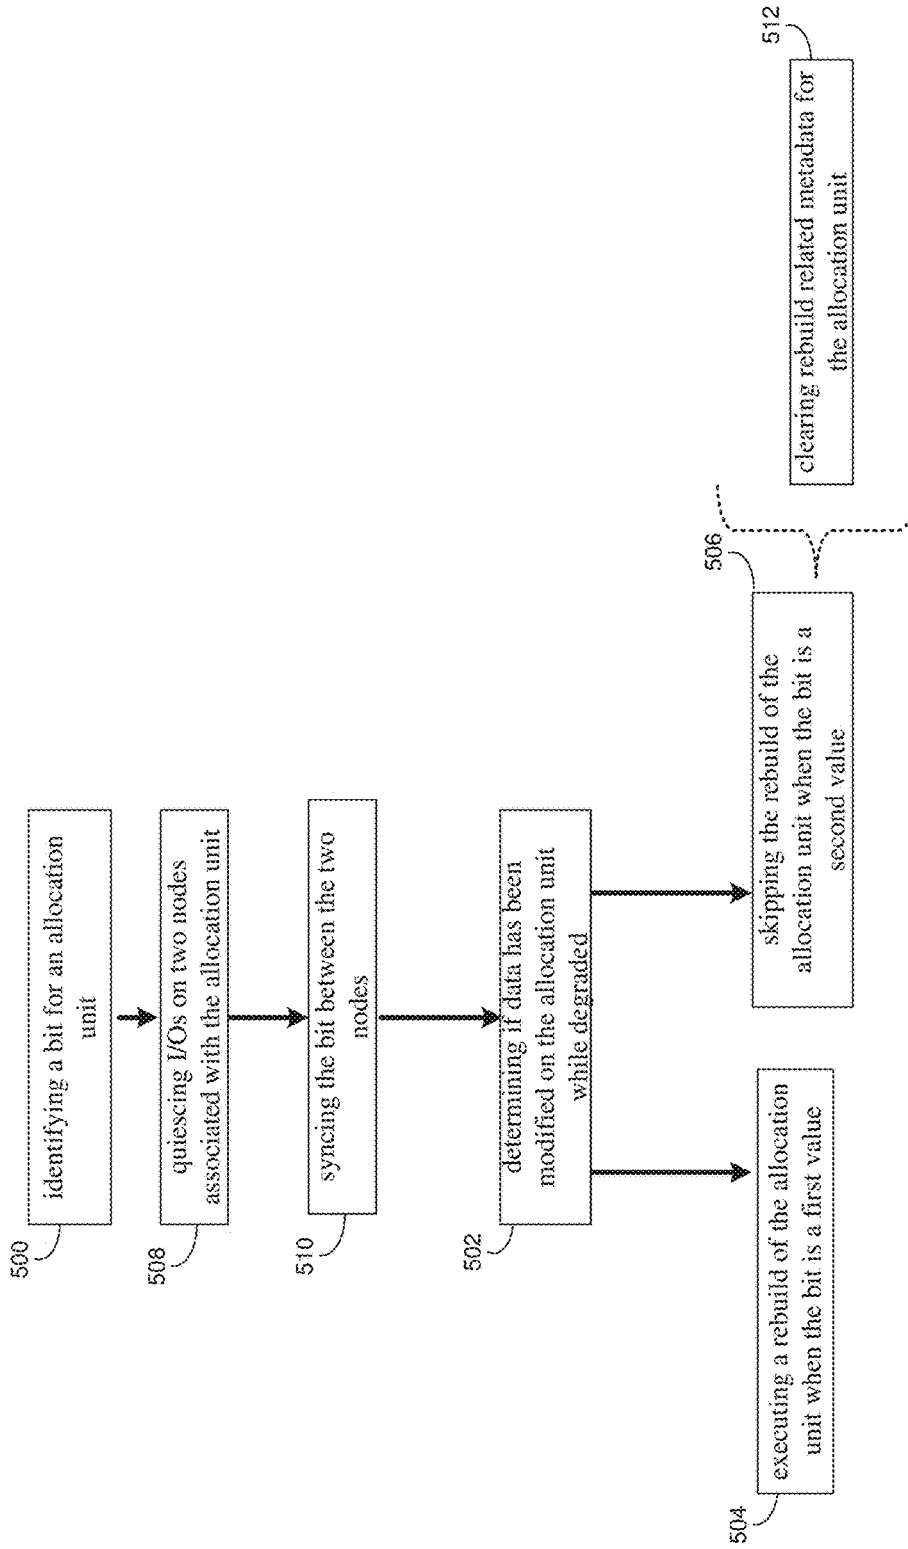 500
identifying a bit for an allocation
unit
508
quiescing I/Os on two nodes
associated with the allocation unit
510
syncing the bit between the two
nodes
502
determining if data has been
modified on the allocation unit
while degraded
504
executing a rebuild of the allocation
unit when the bit is a first value
506
skipping the rebuild of the
allocation unit when the bit is a
second value
512
clearing rebuild related metadata for
the allocation unit